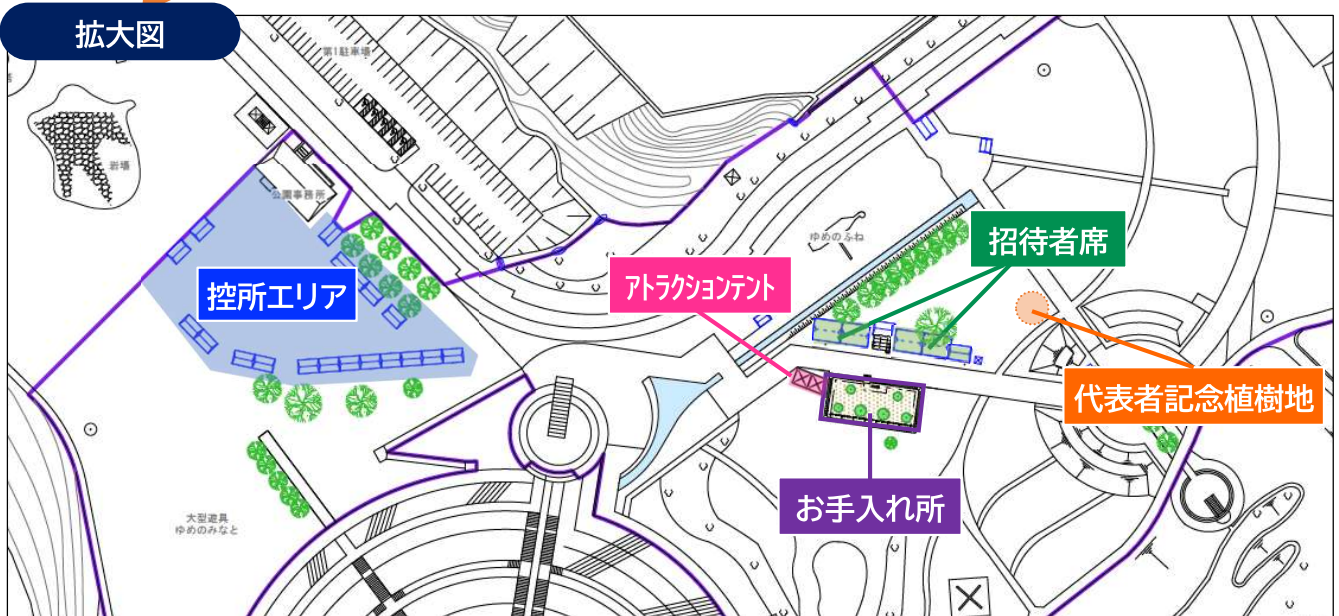 拡大図
第1駐車場
岩場
公園事務所
ゆめのふね
招待者席
アトラクションテント
控所エリア
代表者記念植樹地
お手入れ所
大型遊具
ゆめのみなと